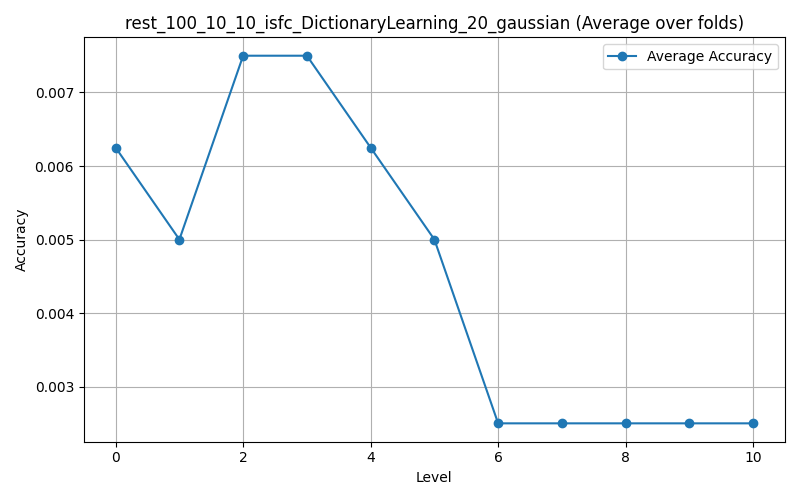 rest_100_10_10_isfc_DictionaryLearning_20_gaussian (Average over folds)
Average Accuracy
0.007
0.006
0.005
0.004
0.003
Accuracy
0
2
4
6
8
10
Level